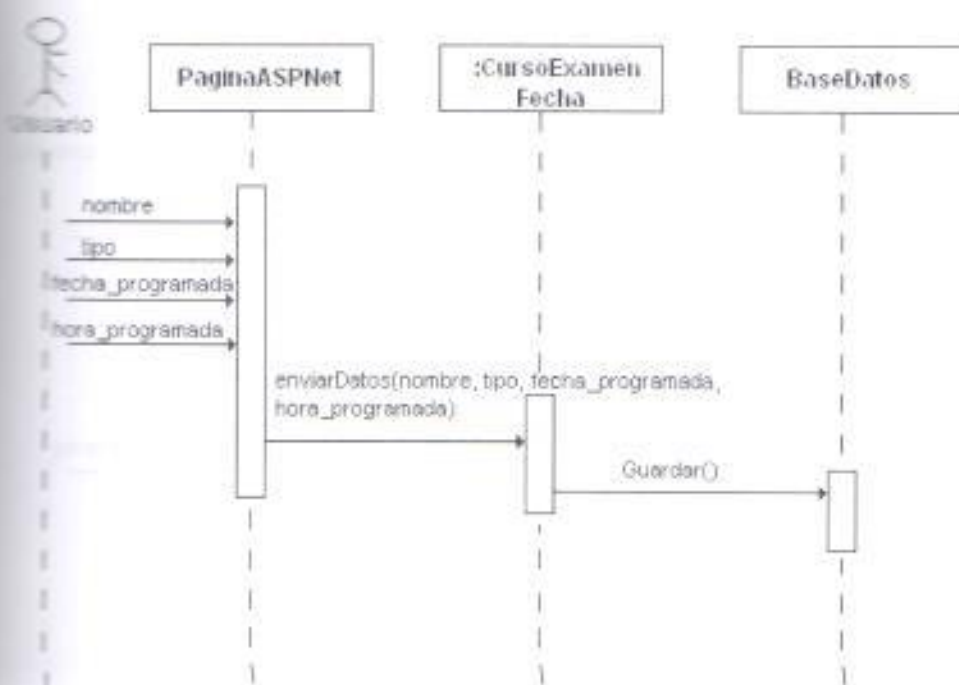 PaginaASPNet
:CursoExamen
Fecha
BaseDatos
Usuario
nombre
tipo
fecha_programada
hora_programada
enviarDatos(nombre, tipo, fecha_programada,
hora_programada)
Guardar()